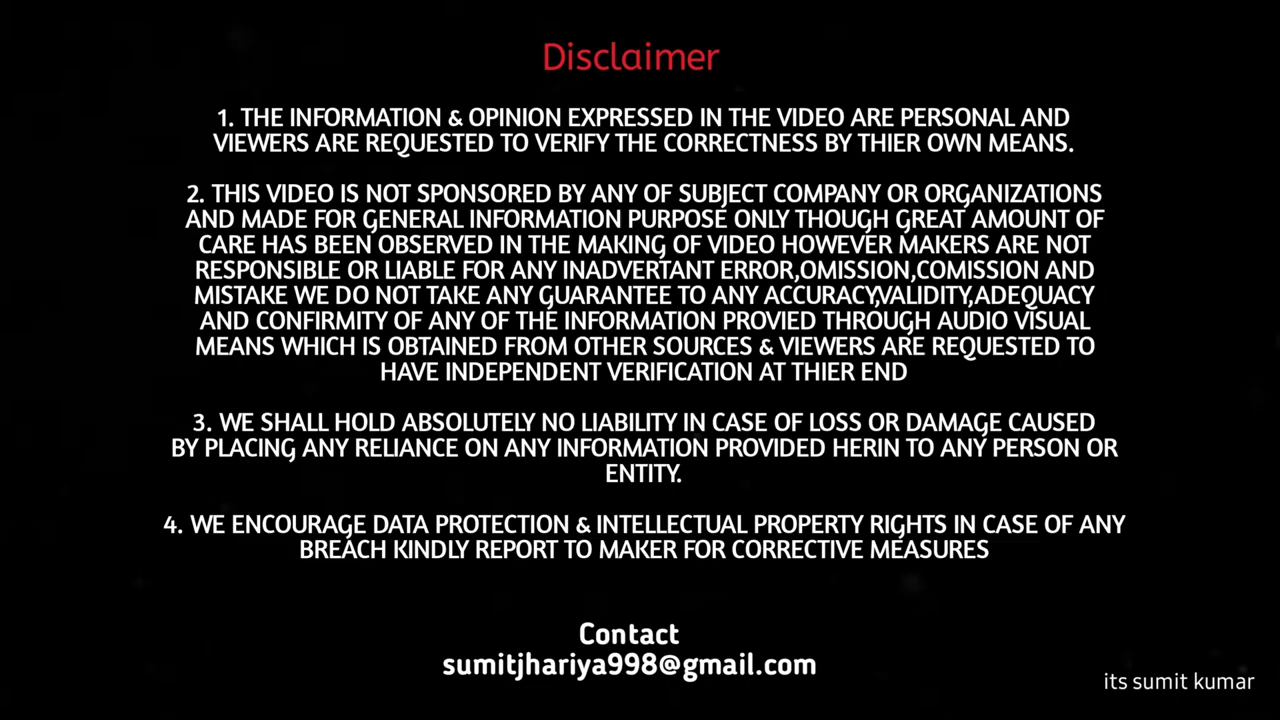 Disclaimer
1. THE INFORMATION & OPINION EXPRESSED IN THE VIDEO ARE PERSONAL AND
VIEWERS ARE REQUESTED TO VERIFY THE CORRECTNESS BY THIER OWN MEANS.
2. THIS VIDEO IS NOT SPONSORED BY ANY OF SUBJECT COMPANY OR ORGANIZATIONS
AND MADE FOR GENERAL INFORMATION PURPOSE ONLY THOUGH GREAT AMOUNT OF
CARE HAS BEEN OBSERVED IN THE MAKING OF VIDEO HOWEVER MAKERS ARE NOT
RESPONSIBLE OR LIABLE FOR ANY INADVERTANT ERROR,OMISSION,COMISSION AND
MISTAKE WE DO NOT TAKE ANY GUARANTEE TO ANY ACCURACY,VALIDITY,ADEQUACY
AND CONFIRMITY OF ANY OF THE INFORMATION PROVIED THROUGH AUDIO VISUAL
MEANS WHICH IS OBTAINED FROM OTHER SOURCES & VIEWERS ARE REQUESTED TO
HAVE INDEPENDENT VERIFICATION AT THIER END
3. WE SHALL HOLD ABSOLUTELY NO LIABILITY IN CASE OF LOSS OR DAMAGE CAUSED
BY PLACING ANY RELIANCE ON ANY INFORMATION PROVIDED HERIN TO ANY PERSON OR
ENTITY.
4. WE ENCOURAGE DATA PROTECTION & INTELLECTUAL PROPERTY RIGHTS IN CASE OF ANY
BREACH KINDLY REPORT TO MAKER FOR CORRECTIVE MEASURES
Contact
sumitjhariya998@gmail.com
its sumit kumar